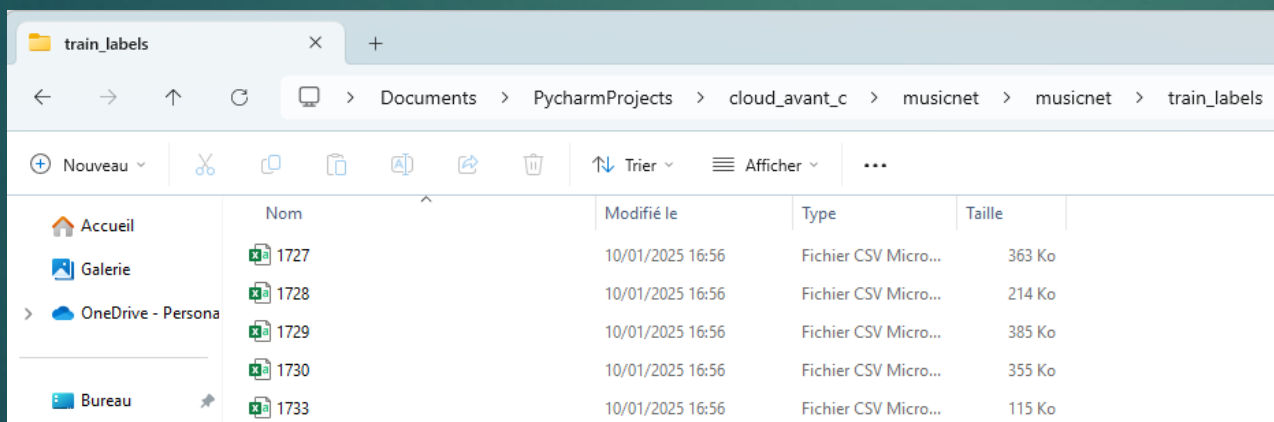 train_labels
Documents > PycharmProjects > cloud_avant_c > musicnet > musicnet > train_labels
Nouveau Trier Afficher
Nom Modifié le Type Taille
Accueil
Galerie
OneDrive - Persona
Bureau
1727 10/01/2025 16:56 Fichier CSV Micro... 363 Ko
1728 10/01/2025 16:56 Fichier CSV Micro... 214 Ko
1729 10/01/2025 16:56 Fichier CSV Micro... 385 Ko
1730 10/01/2025 16:56 Fichier CSV Micro... 355 Ko
1733 10/01/2025 16:56 Fichier CSV Micro... 115 Ko